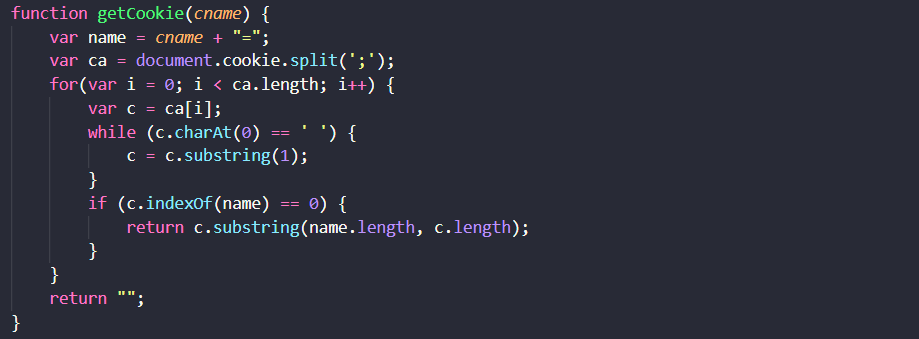 function getCookie(cname) {
    var name = cname + "=";
    var ca = document.cookie.split(';');
    for(var i = 0; i < ca.length; i++) {
        var c = ca[i];
        while (c.charAt(0) == ' ') {
            c = c.substring(1);
        }
        if (c.indexOf(name) == 0) {
            return c.substring(name.length, c.length);
        }
    }
    return "";
}